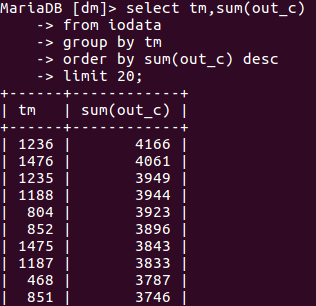 MariaDB [dm]> select tm,sum(out_c)
    -> from iodata
    -> group by tm
    -> order by sum(out_c) desc
    -> limit 20;
+------+------------+
| tm   | sum(out_c) |
+------+------------+
| 1236 |       4166 |
| 1476 |       4061 |
| 1235 |       3949 |
| 1188 |       3944 |
|  804 |       3923 |
|  852 |       3896 |
| 1475 |       3843 |
| 1187 |       3833 |
|  468 |       3787 |
|  851 |       3746 |